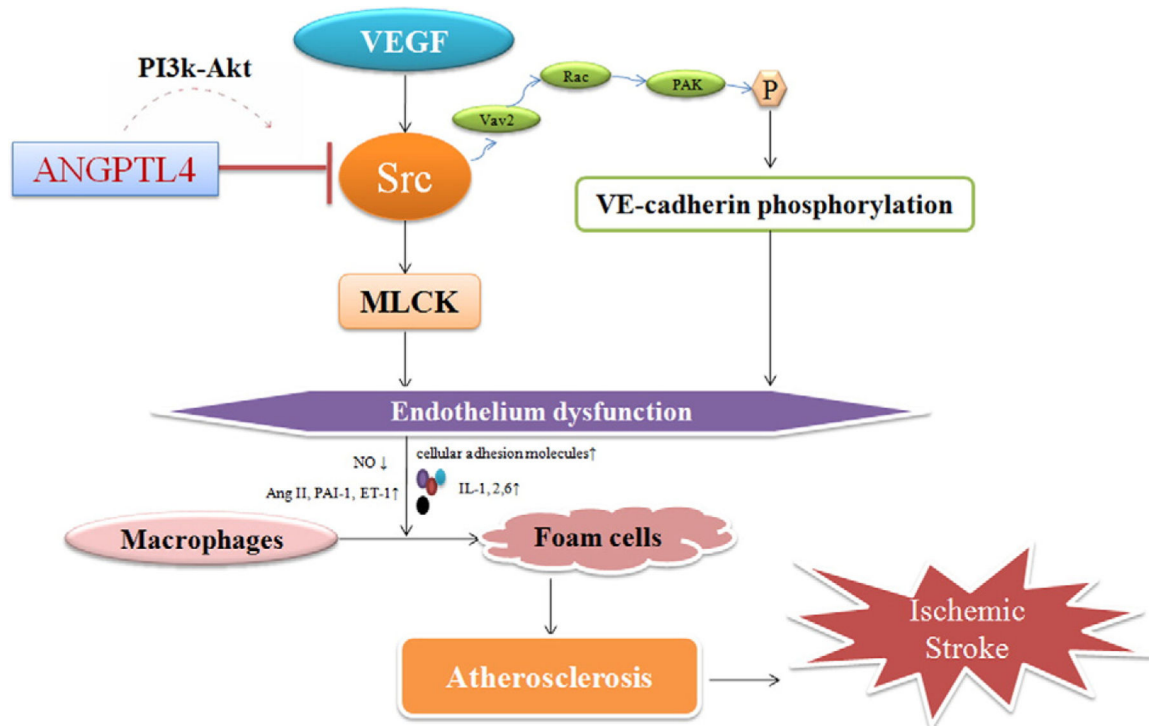 VEGF
PI3k-Akt
Rac
PAK
P
Vav2
ANGPTL4
Src
VE-cadherin phosphorylation
MLCK
Endothelium dysfunction
cellular adhesion molecules↑
NO ↓
IL-1, 2,6↑
Ang II, PAI-1, ET-1↑
Macrophages
Foam cells
Ischemic
Stroke
Atherosclerosis